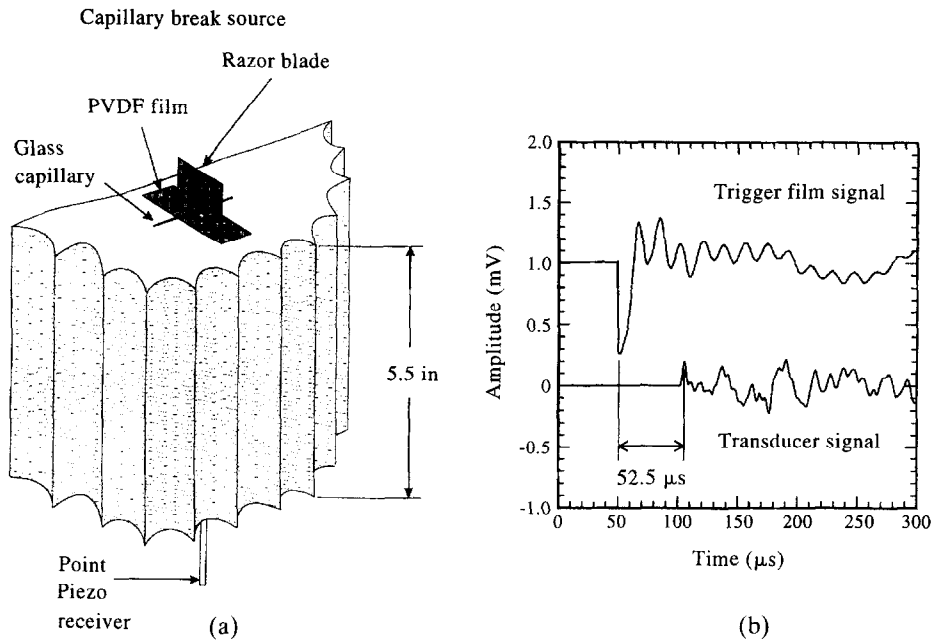 Capillary break source
Razor blade
PVDF film
Glass
capillary
5.5 in
Point
Piezo
receiver
(a)
2.0
1.5
1.0
0.5
0
-0.5
-1.0
Amplitude (mV)
Trigger film signal
Transducer signal
52.5 μs
0
50
100
150
200
250
300
Time (μs)
(b)